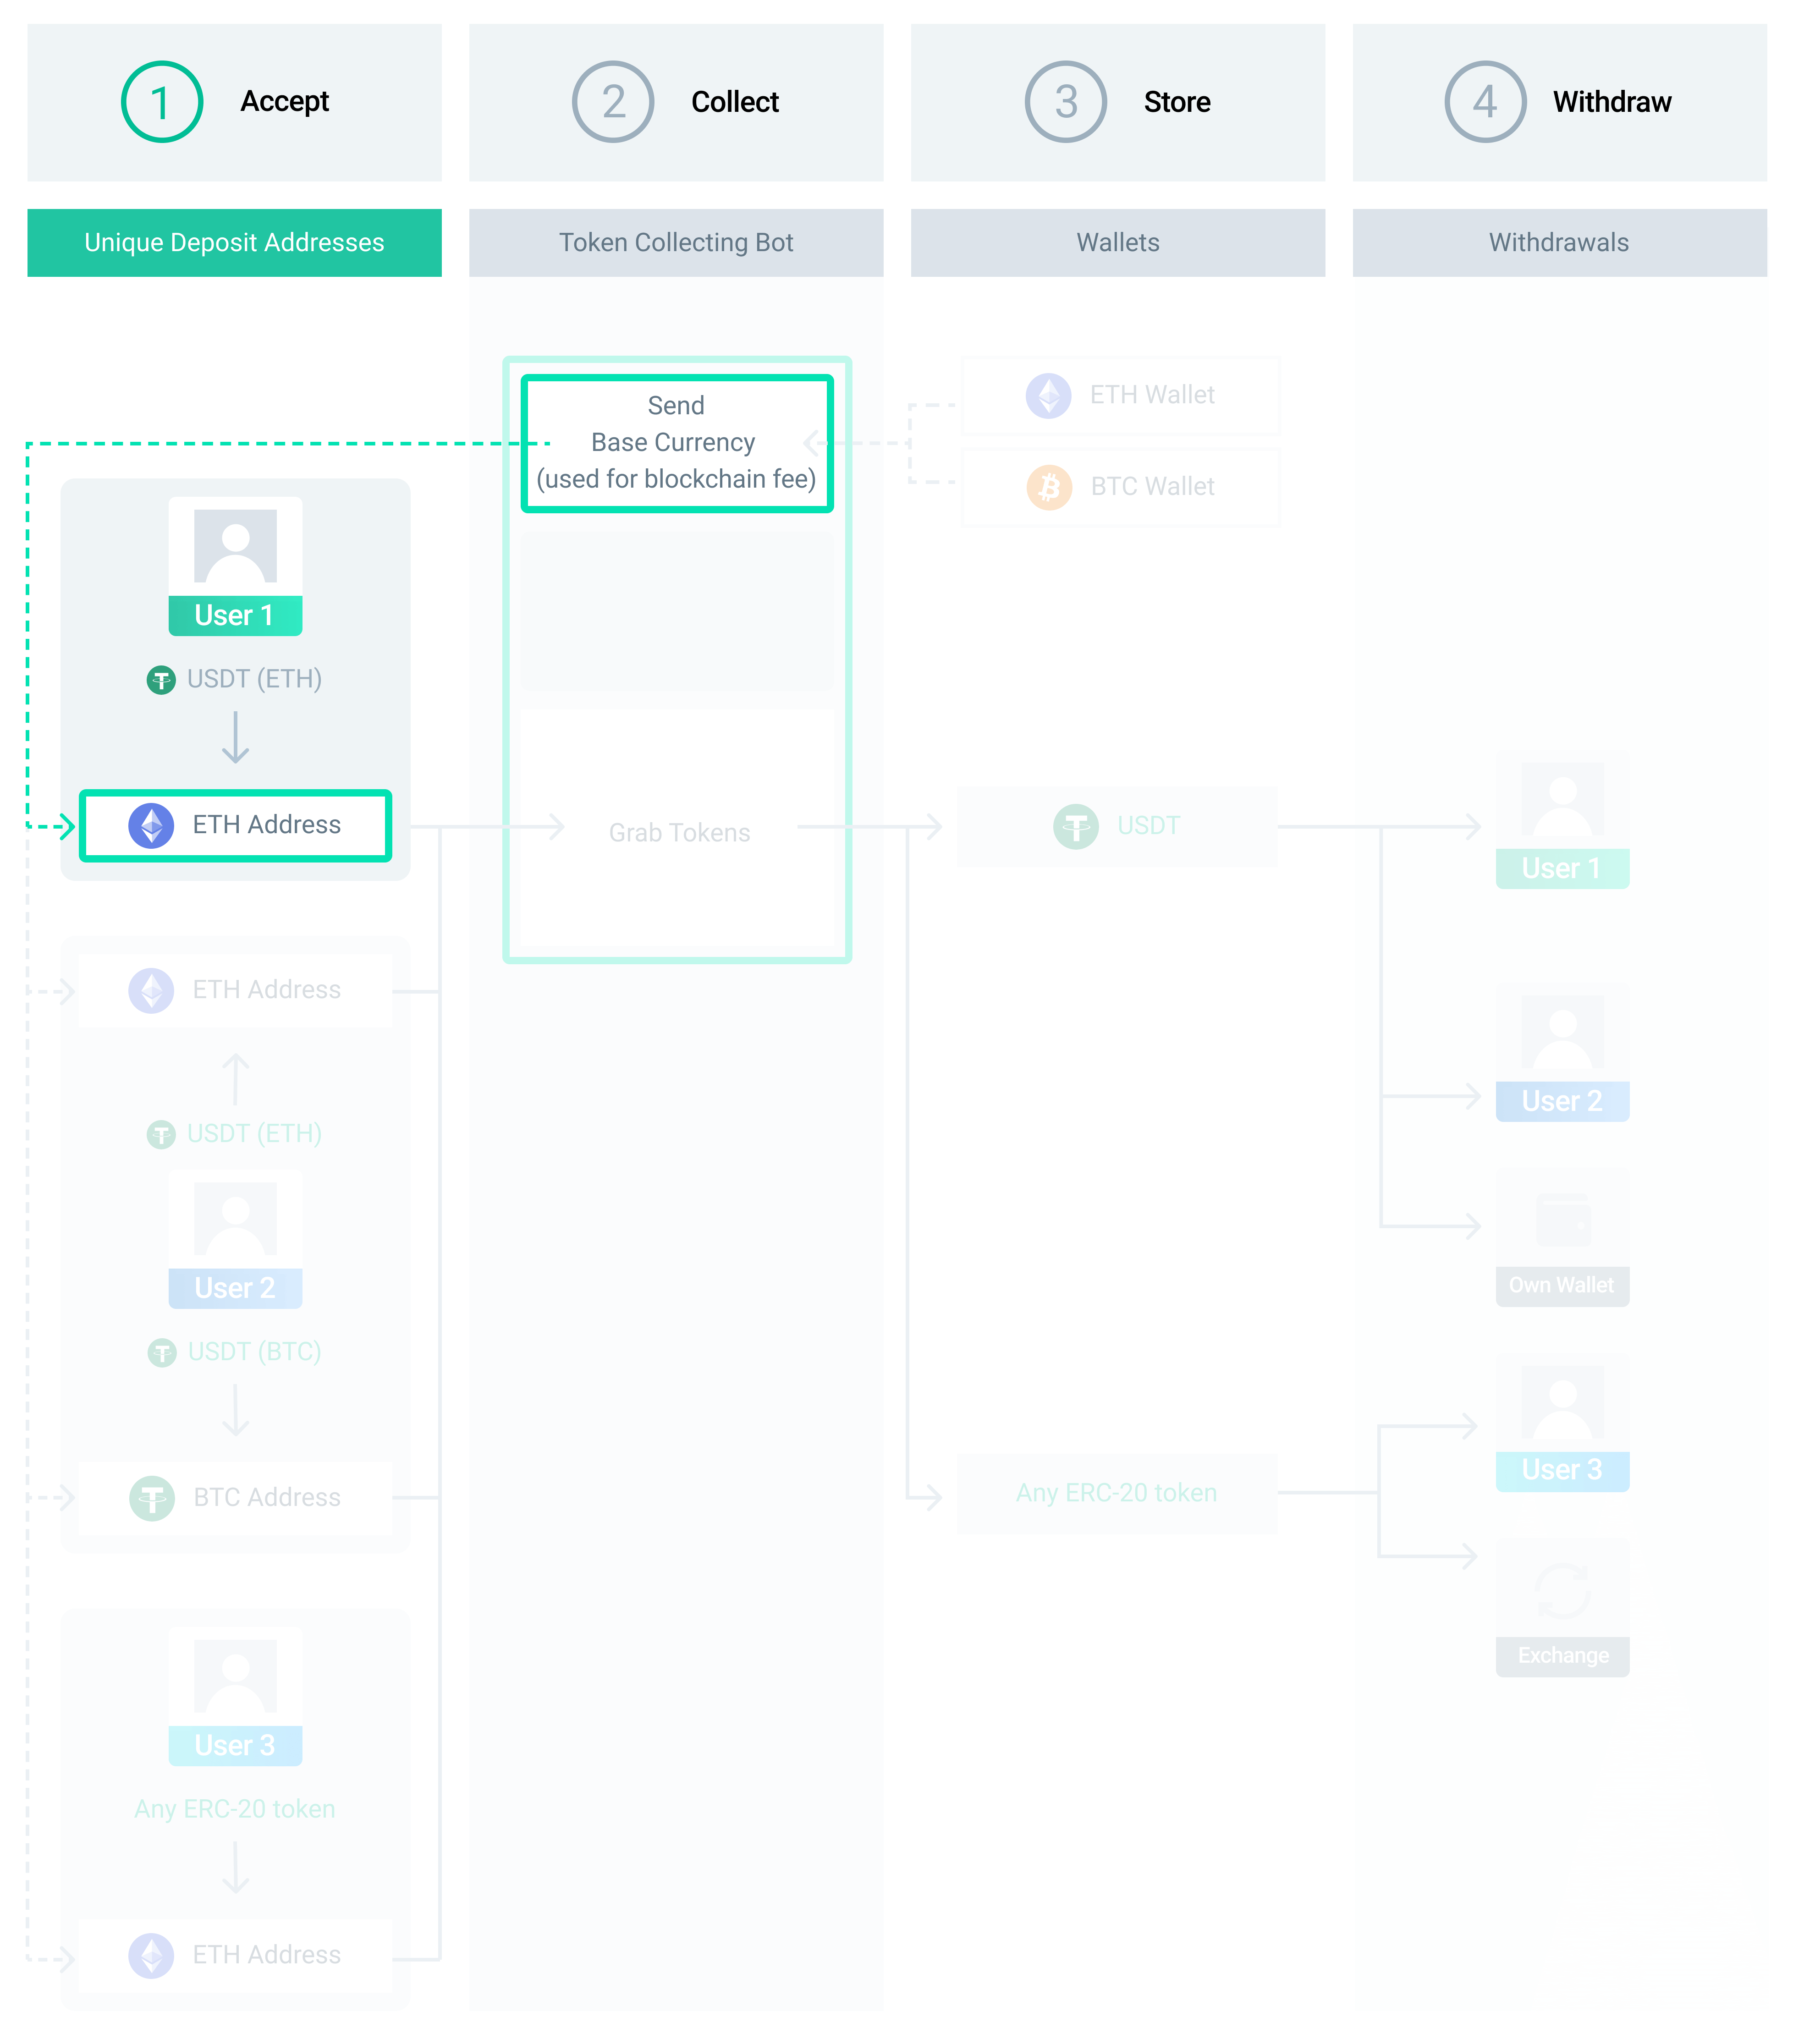 1 Accept
2 Collect
3 Store
4 Withdraw
Unique Deposit Addresses
Token Collecting Bot
Wallets
Withdrawals
Send
Base Currency
(used for blockchain fee)
ETH Wallet
BTC Wallet
User 1
USDT (ETH)
ETH Address
Grab Tokens
USDT
User 1
ETH Address
USDT (ETH)
User 2
USDT (BTC)
BTC Address
User 2
Own Wallet
User 3
Any ERC-20 token
Exchange
User 3
Any ERC-20 token
ETH Address